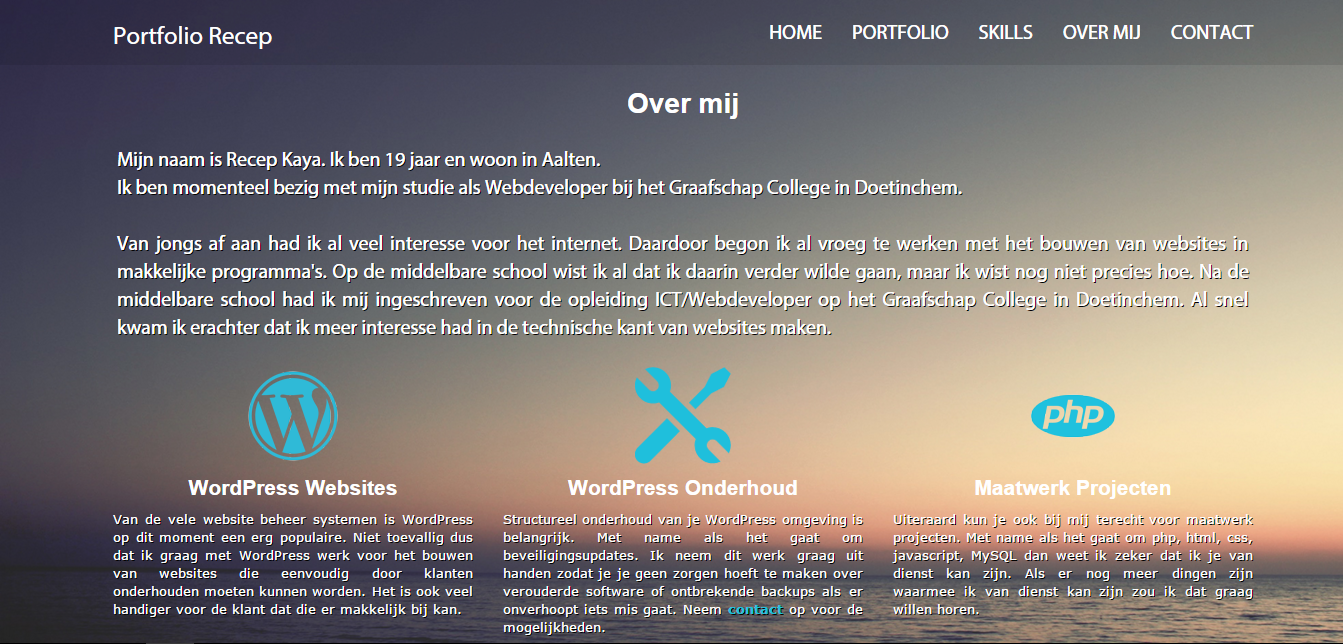 Portfolio Recep
HOME PORTFOLIO SKILLS OVER MIJ CONTACT
Over mij
Mijn naam is Recep Kaya. Ik ben 19 jaar en woon in Aalten.
Ik ben momenteel bezig met mijn studie als Webdeveloper bij het Graafschap College in Doetinchem.
Van jongs af aan had ik al veel interesse voor het internet. Daardoor begon ik al vroeg te werken met het bouwen van websites in
makkelijke programma's. Op de middelbare school wist ik al dat ik daarin verder wilde gaan, maar ik wist nog niet precies hoe. Na de
middelbare school had ik mij ingeschreven voor de opleiding ICT/Webdeveloper op het Graafschap College in Doetinchem. Al snel
kwam ik erachter dat ik meer interesse had in de technische kant van websites maken.
W
WordPress Websites
Van de vele website beheer systemen is WordPress
op dit moment een erg populaire. Niet toevallig dus
dat ik graag met WordPress werk voor het bouwen
van websites die eenvoudig door klanten
onderhouden moeten kunnen worden. Het is ook veel
handiger voor de klant dat die er makkelijk bij kan.
WordPress Onderhoud
Structureel onderhoud van je WordPress omgeving is
belangrijk. Met name als het gaat om
beveiligingsupdates. Ik neem dit werk graag uit
handen zodat je je geen zorgen hoeft te maken over
verouderde software of ontbrekende backups als er
onverhoopt iets mis gaat. Neem contact op voor de
mogelijkheden.
php
Maatwerk Projecten
Uiteraard kun je ook bij mij terecht voor maatwerk
projecten. Met name als het gaat om php, html, css,
javascript, MySQL dan weet ik zeker dat ik je van
dienst kan zijn. Als er nog meer dingen zijn
waarmee ik van dienst kan zijn zou ik dat graag
willen horen.